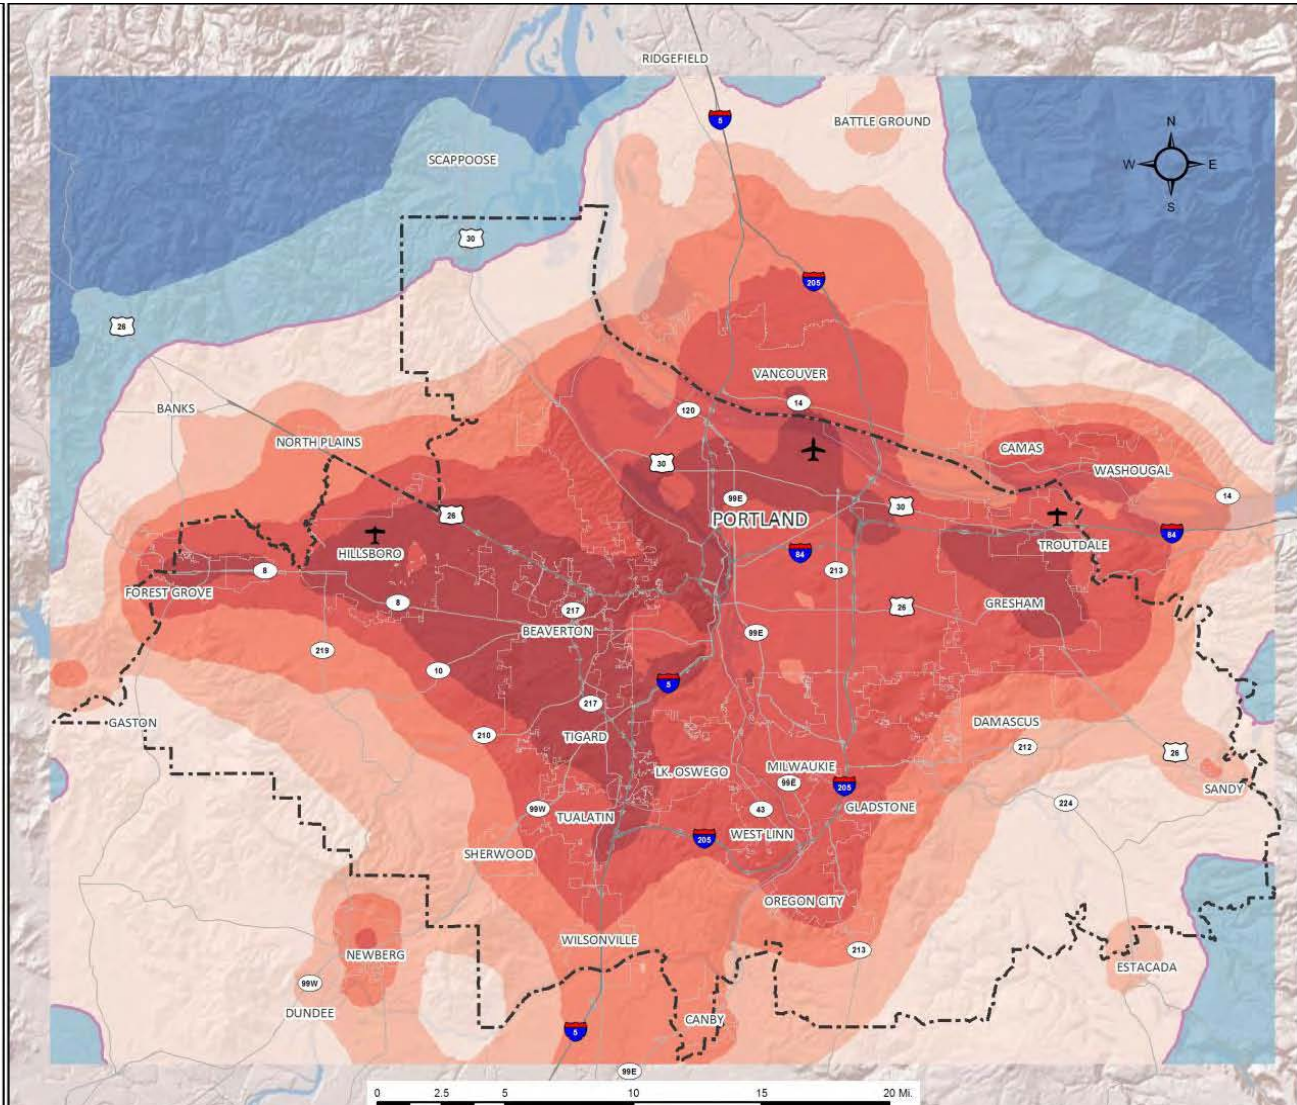 RIDGEFIELD
5
BATTLE GROUND
N
W E
S
SCAPPOOSE
30
205
26
VANCOUVER
14
120
BANKS
NORTH PLAINS
CAMAS
WASHOUGAL
14
30
99E
30
26
PORTLAND
84
TROUTDALE
HILLSBORO
84
213
8
FOREST GROVE
8
217
26
GRESHAM
BEAVERTON
99E
219
10
5
217
GASTON
210
TIGARD
DAMASCUS
212
26
LK. OSWEGO
MILWAUKIE
99E
205
SANDY
99W
43
GLADSTONE
224
TUALATIN
205
WEST LINN
SHERWOOD
OREGON CITY
WILSONVILLE
213
NEWBERG
ESTACADA
99W
DUNDEE
5
CANBY
99E
0 2.5 5 10 15 20 Mi.